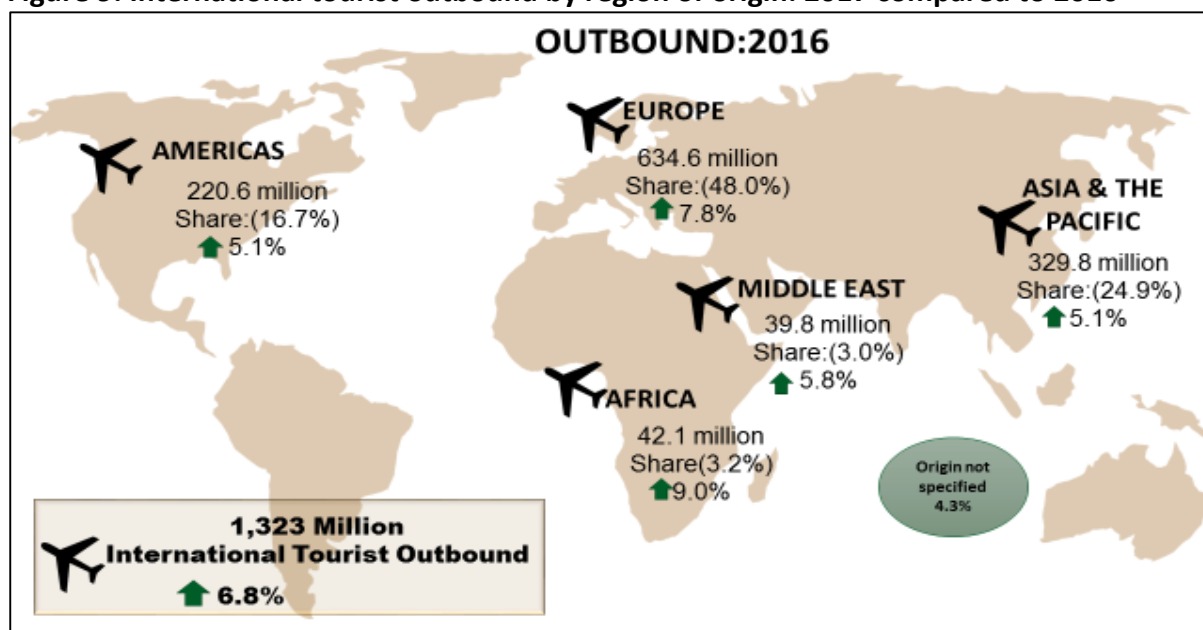 OUTBOUND:2016
AMERICAS
220.6 million
Share:(16.7%)
5.1%
EUROPE
634.6 million
Share:(48.0%)
7.8%
ASIA & THE
PACIFIC
329.8 million
Share:(24.9%)
5.1%
MIDDLE EAST
39.8 million
Share:(3.0%)
5.8%
AFRICA
42.1 million
Share(3.2%)
9.0%
Origin not
specified
4.3%
1,323 Million
International Tourist Outbound
6.8%